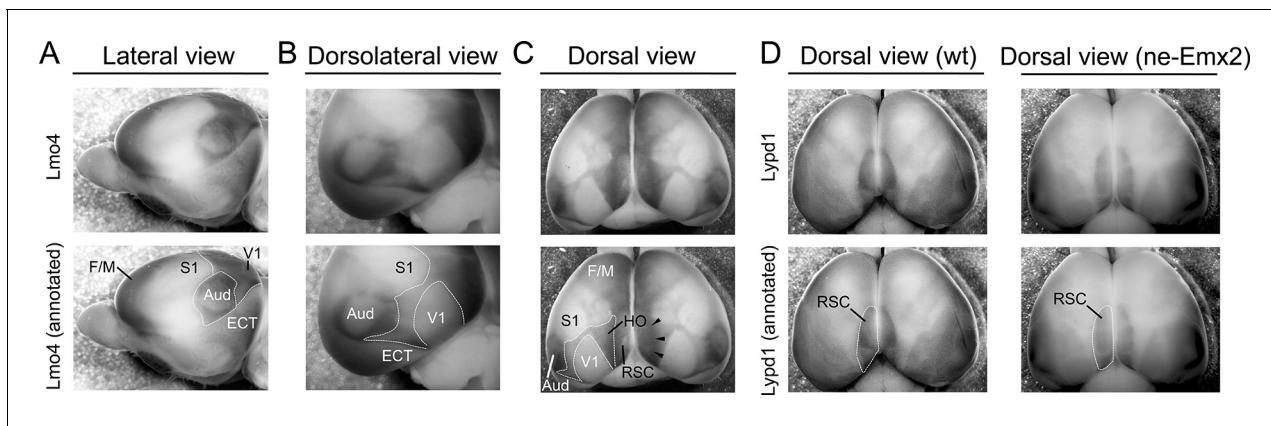 A Lateral view
B Dorsolateral view
C Dorsal view
D Dorsal view (wt)
Dorsal view (ne-Emx2)
Lmo4
Lypd1
Lmo4 (annotated)
F/M
S1
V1
Aud
ECT
S1
Aud
V1
ECT
F/M
S1
HO
V1
RSC
Aud
Lypd1 (annotated)
RSC
RSC